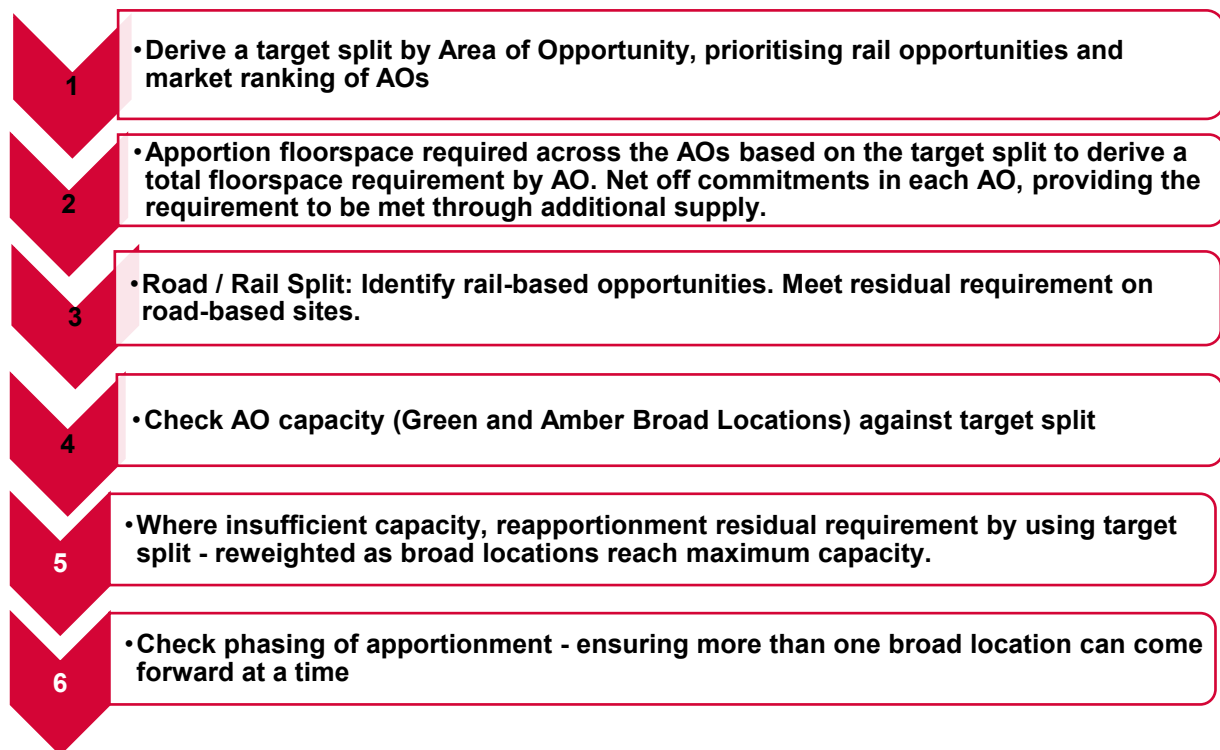 1
•Derive a target split by Area of Opportunity, prioritising rail opportunities and
market ranking of AOs
2
•Apportion floorspace required across the AOs based on the target split to derive a
total floorspace requirement by AO. Net off commitments in each AO, providing the
requirement to be met through additional supply.
3
•Road / Rail Split: Identify rail-based opportunities. Meet residual requirement on
road-based sites.
4
•Check AO capacity (Green and Amber Broad Locations) against target split
5
•Where insufficient capacity, reapportionment residual requirement by using target
split - reweighted as broad locations reach maximum capacity.
6
•Check phasing of apportionment - ensuring more than one broad location can come
forward at a time